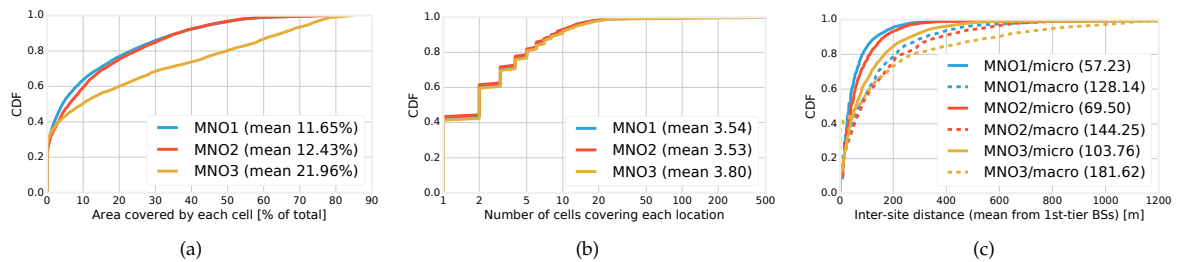 CDF
1.0
0.8
0.6
0.4
0.2
0.0
MNO1 (mean 11.65%)
MNO2 (mean 12.43%)
MNO3 (mean 21.96%)
0 10 20 30 40 50 60 70 80 90
Area covered by each cell [% of total]
(a)
CDF
1.0
0.8
0.6
0.4
0.2
0.0
MNO1 (mean 3.54)
MNO2 (mean 3.53)
MNO3 (mean 3.80)
1 2 5 10 20 50 100 200 500
Number of cells covering each location
(b)
CDF
1.0
0.8
0.6
0.4
0.2
0.0
MNO1/micro (57.23)
MNO1/macro (128.14)
MNO2/micro (69.50)
MNO2/macro (144.25)
MNO3/micro (103.76)
MNO3/macro (181.62)
0 200 400 600 800 1000 1200
Inter-site distance (mean from 1st-tier BSs) [m]
(c)